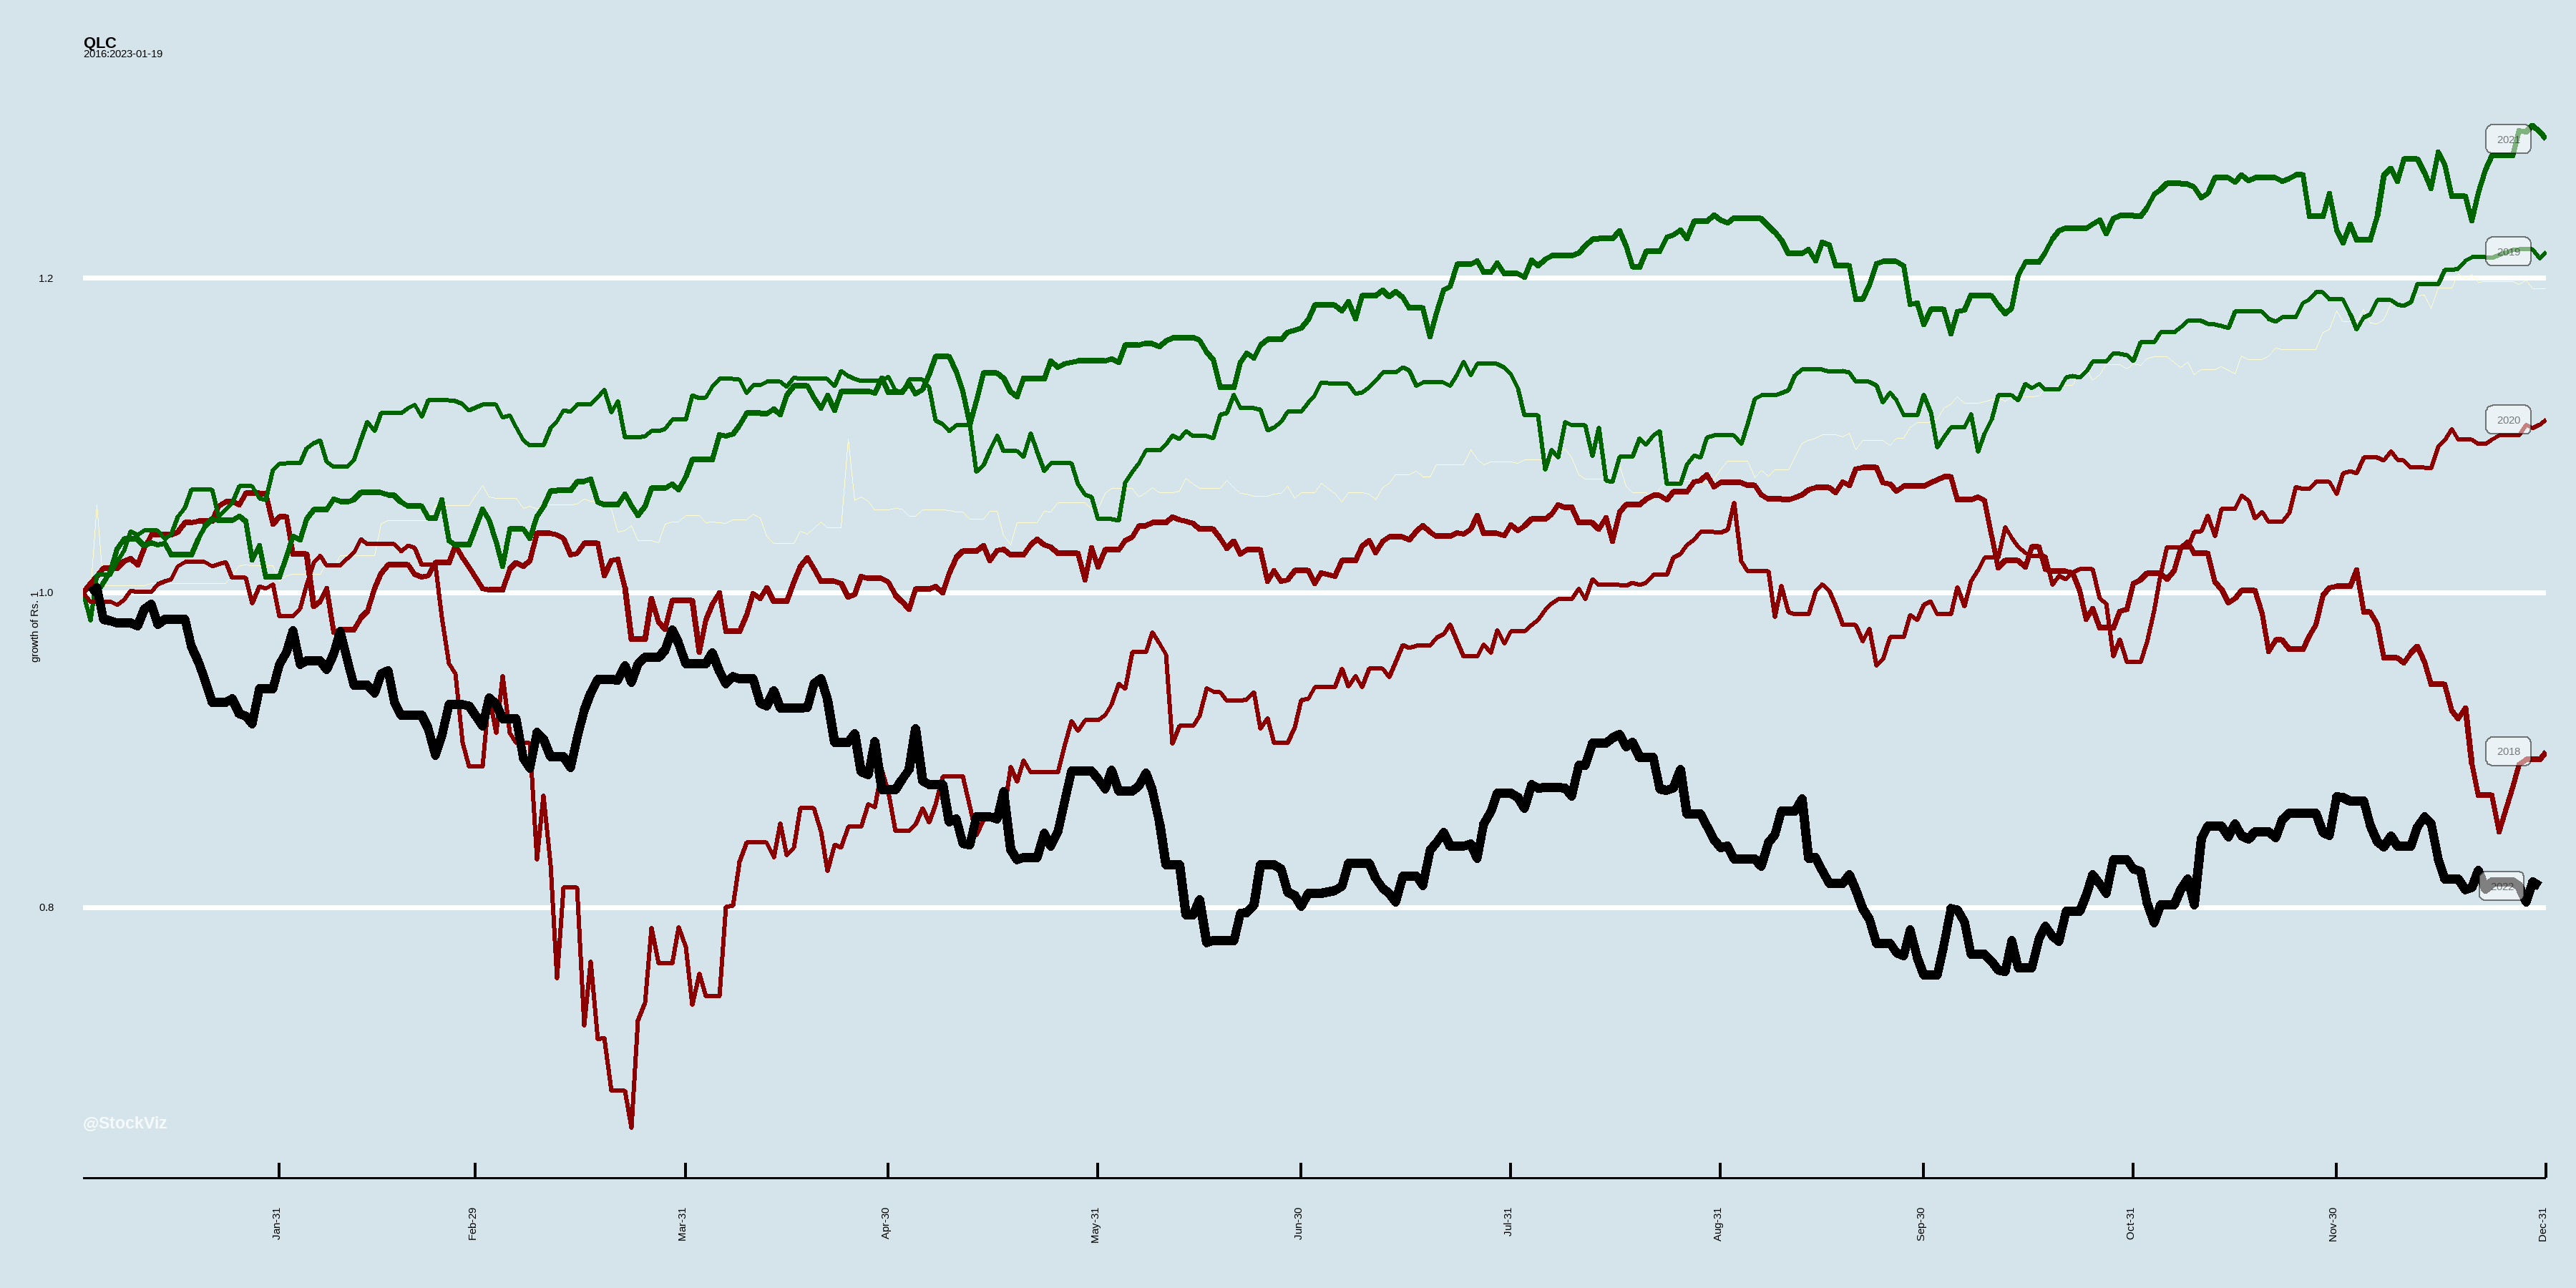 QLC
2016:2023-01-19
2021
1.2
2019
2020
1.0
growth of Rs. 1
2018
2022
0.8
@StockViz
Jan-31
Feb-29
Mar-31
Apr-30
May-31
Jun-30
Jul-31
Aug-31
Sep-30
Oct-31
Nov-30
Dec-31